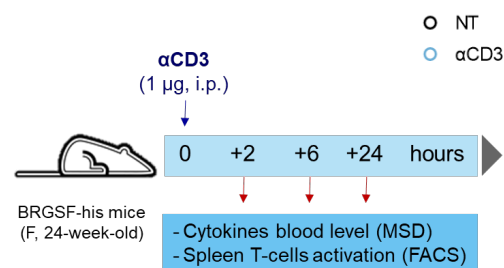 NT
αCD3
αCD3
(1 µg, i.p.)
0 +2 +6 +24 hours
BRGSF-his mice
(F, 24-week-old)
- Cytokines blood level (MSD)
- Spleen T-cells activation (FACS)